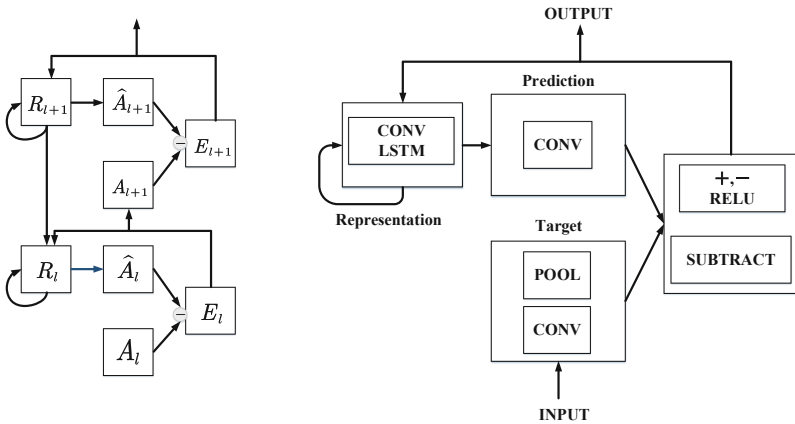 R_{l+1}
Â_{l+1}
−
E_{l+1}
A_{l+1}
R_l
Â_l
−
E_l
A_l
OUTPUT
Prediction
CONV
LSTM
CONV
+,−
RELU
Representation
Target
SUBTRACT
POOL
CONV
INPUT